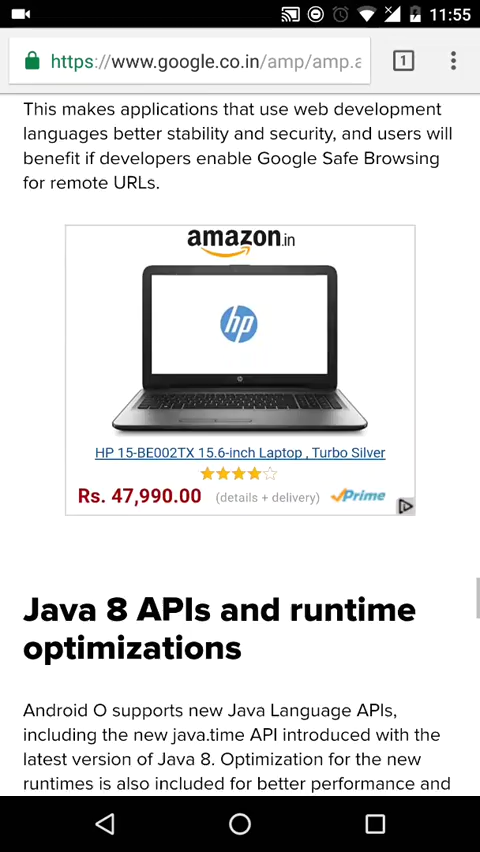 11:55
https://www.google.co.in/amp/amp.a
1
This makes applications that use web development
languages better stability and security, and users will
benefit if developers enable Google Safe Browsing
for remote URLs.
amazon.in
hp
HP 15-BE002TX 15.6-inch Laptop , Turbo Silver
Rs. 47,990.00 (details + delivery) Prime
Java 8 APIs and runtime
optimizations
Android O supports new Java Language APIs,
including the new java.time API introduced with the
latest version of Java 8. Optimization for the new
runtimes is also included for better performance and